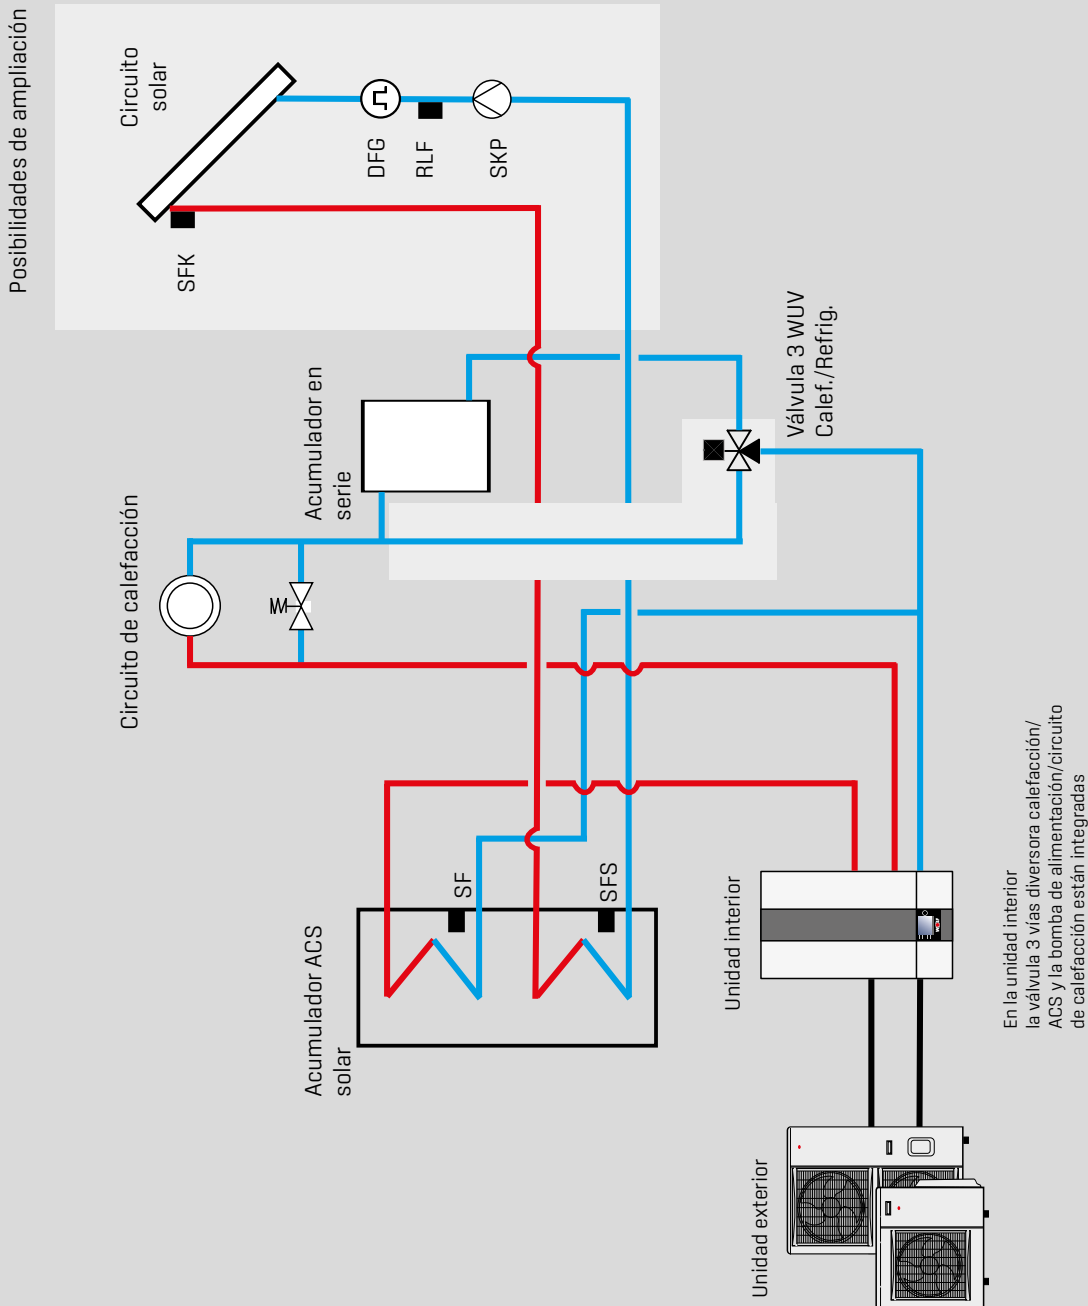 Posibilidades de ampliación
Circuito
solar
DFG
RLF
SKP
SFK
Válvula 3 WUV
Calef./Refrig.
Acumulador en
serie
Circuito de calefacción
SF
SFS
Acumulador ACS
solar
Unidad interior
En la unidad interior
la válvula 3 vías diversora calefacción/
ACS y la bomba de alimentación/circuito
de calefacción están integradas
Unidad exterior